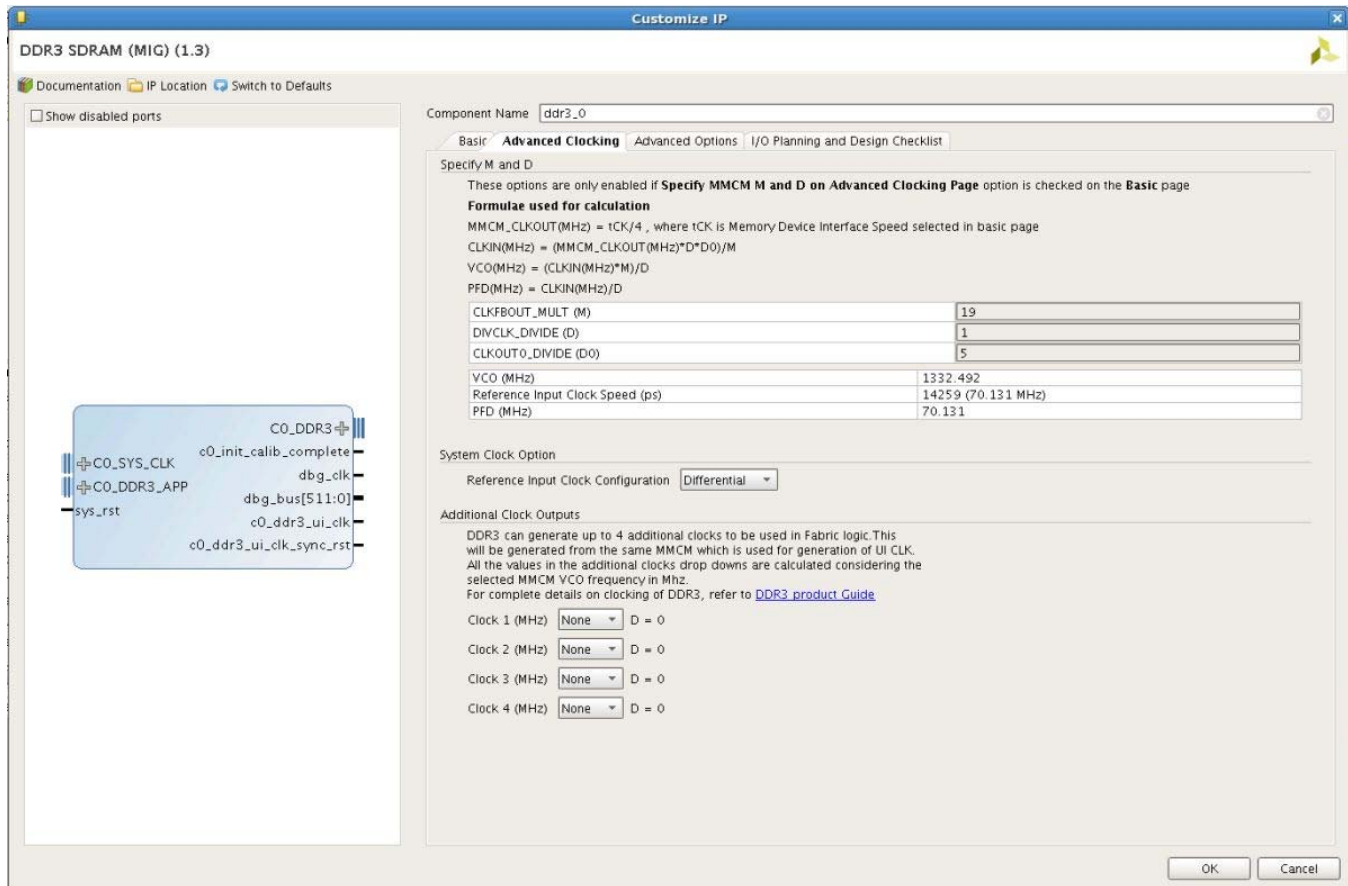 Customize IP
DDR3 SDRAM (MIG) (1.3)
Documentation IP Location Switch to Defaults
Show disabled ports
C0_DDR3
c0_init_calib_complete
C0_SYS_CLK
dbg_clk
C0_DDR3_APP
dbg_bus[511:0]
sys_rst
c0_ddr3_ui_clk
c0_ddr3_ui_clk_sync_rst
Component Name ddr3_0
Basic Advanced Clocking Advanced Options I/O Planning and Design Checklist
Specify M and D
These options are only enabled if Specify MMCM M and D on Advanced Clocking Page option is checked on the Basic page
Formulae used for calculation
MMCM_CLKOUT(MHz) = tCK/4 , where tCK is Memory Device Interface Speed selected in basic page
CLKIN(MHz) = (MMCM_CLKOUT(MHz)*D*D0)/M
VCO(MHz) = (CLKIN(MHz)*M)/D
PFD(MHz) = CLKIN(MHz)/D
CLKFBOUT_MULT (M) 19
DIVCLK_DIVIDE (D) 1
CLKOUT0_DIVIDE (D0) 5
VCO (MHz) 1332.492
Reference Input Clock Speed (ps) 14259 (70.131 MHz)
PFD (MHz) 70.131
System Clock Option
Reference Input Clock Configuration Differential
Additional Clock Outputs
DDR3 can generate up to 4 additional clocks to be used in Fabric logic.This
will be generated from the same MMCM which is used for generation of UI CLK.
All the values in the additional clocks drop downs are calculated considering the
selected MMCM VCO frequency in Mhz.
For complete details on clocking of DDR3, refer to DDR3 product Guide
Clock 1 (MHz) None D = 0
Clock 2 (MHz) None D = 0
Clock 3 (MHz) None D = 0
Clock 4 (MHz) None D = 0
OK Cancel